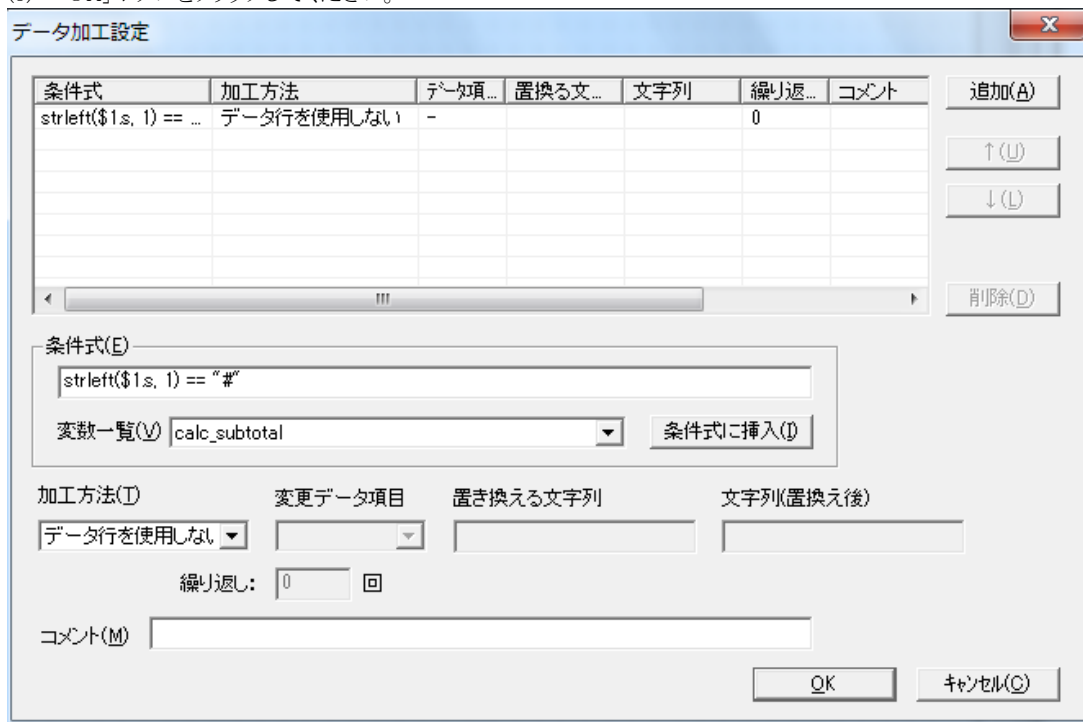 データ加工設定
条件式 加工方法 データ項... 置換る文... 文字列 繰り返... コメント 追加(A)
strleft($1.s, 1) == ... データ行を使用しない - 0
↑(U)
↓(L)
削除(D)
条件式(E)
strleft($1.s, 1) == "#"
変数一覧(V) calc_subtotal 条件式に挿入(I)
加工方法(T) 変更データ項目 置き換える文字列 文字列(置換え後)
データ行を使用しない
繰り返し: 0 回
コメント(M)
OK キャンセル(C)